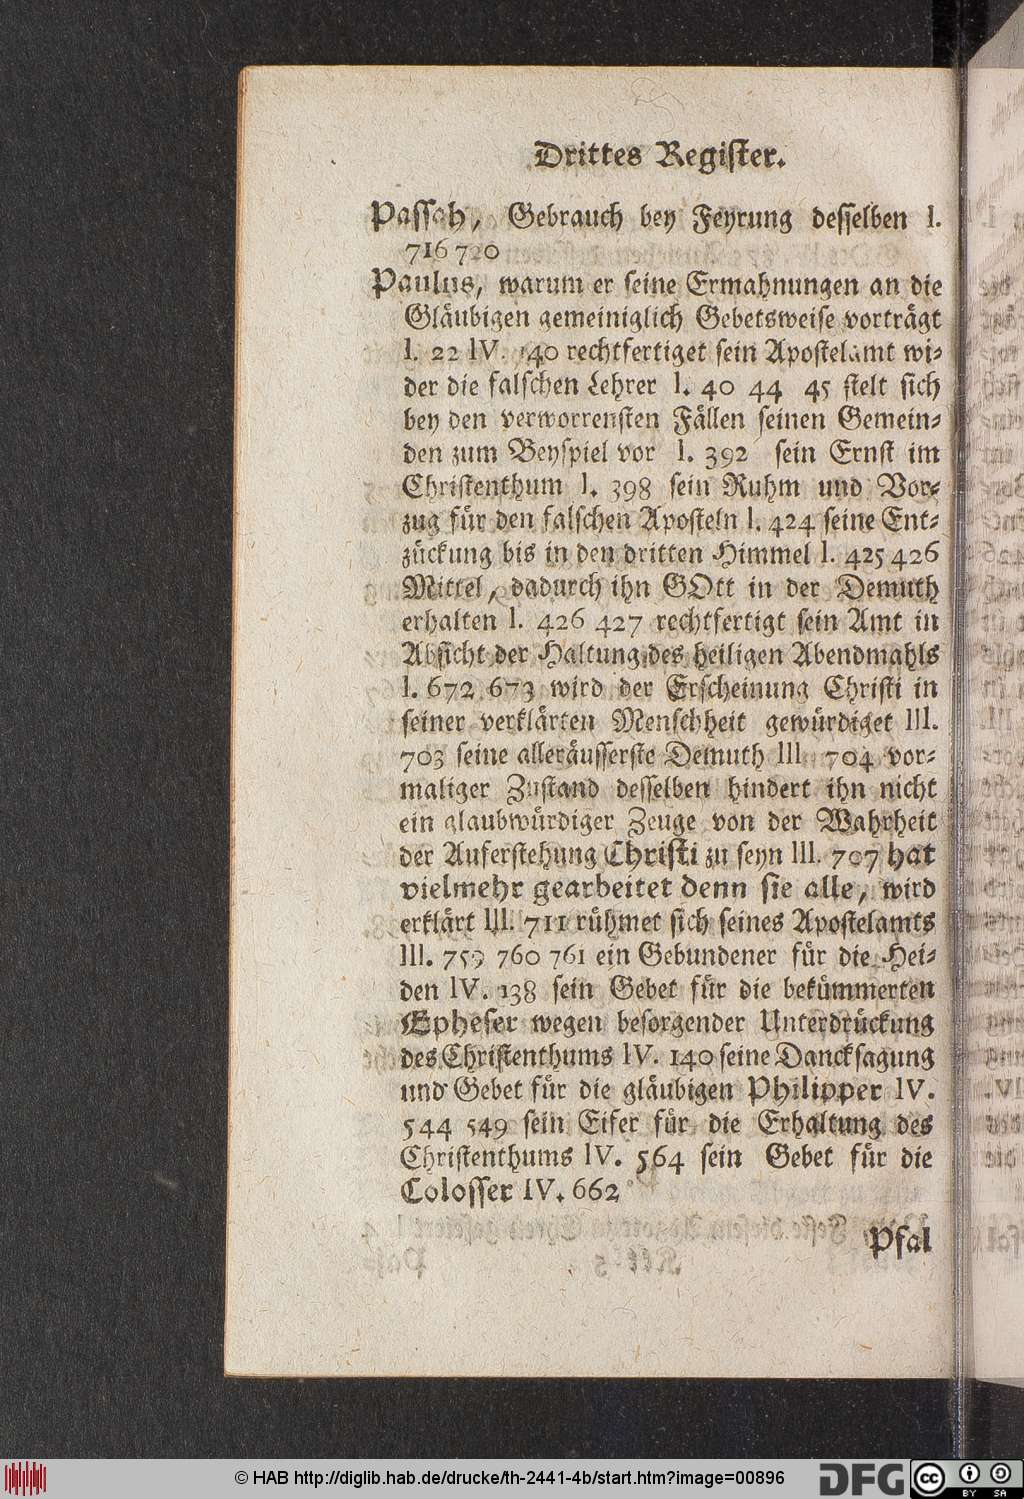 Drittes Register.
Passah, Gebrauch bey Feyrung desselben I.
716 720
Paulus, warum er seine Ermahnungen an die
Gläubigen gemeiniglich Gebetsweise vorträgt
I. 22 IV. 140 rechtfertiget sein Apostelamt wi-
der die falschen Lehrer I. 40 44 45 stelt sich
bey den verworrensten Fällen seinen Gemein-
den zum Beyspiel vor I. 392 sein Ernst im
Christenthum I. 398 sein Ruhm und Vor-
zug für den falschen Aposteln I. 424 seine Ent-
zückung bis in den dritten Himmel I. 425 426
Mittel, dadurch ihn GOtt in der Demuth
erhalten I. 426 427 rechtfertigt sein Amt in
Absicht der Haltung des heiligen Abendmahls
I. 672 673 wird der Erscheinung Christi in
seiner verklärten Menschheit gewürdiget III.
703 seine alleräusserste Demuth III 704 vor-
maliger Zustand desselben hindert ihn nicht
ein glaubwürdiger Zeuge von der Wahrheit
der Auferstehung Christi zu seyn III. 707 hat
vielmehr gearbeitet denn sie alle, wird
erklärt III. 711 rühmet sich seines Apostelamts
III. 759 760 761 ein Gebundener für die Hei-
den IV. 138 sein Gebet für die bekümmerten
Epheser wegen besorgender Unterdrückung
des Christenthums IV. 140 seine Dancksagung
und Gebet für die gläubigen Philipper IV.
544 549 sein Eifer für die Erhaltung des
Christenthums IV. 564 sein Gebet für die
Colosser IV. 662
Pfal
© HAB http://diglib.hab.de/drucke/th-2441-4b/start.htm?image=00896
DFG
cc BY SA